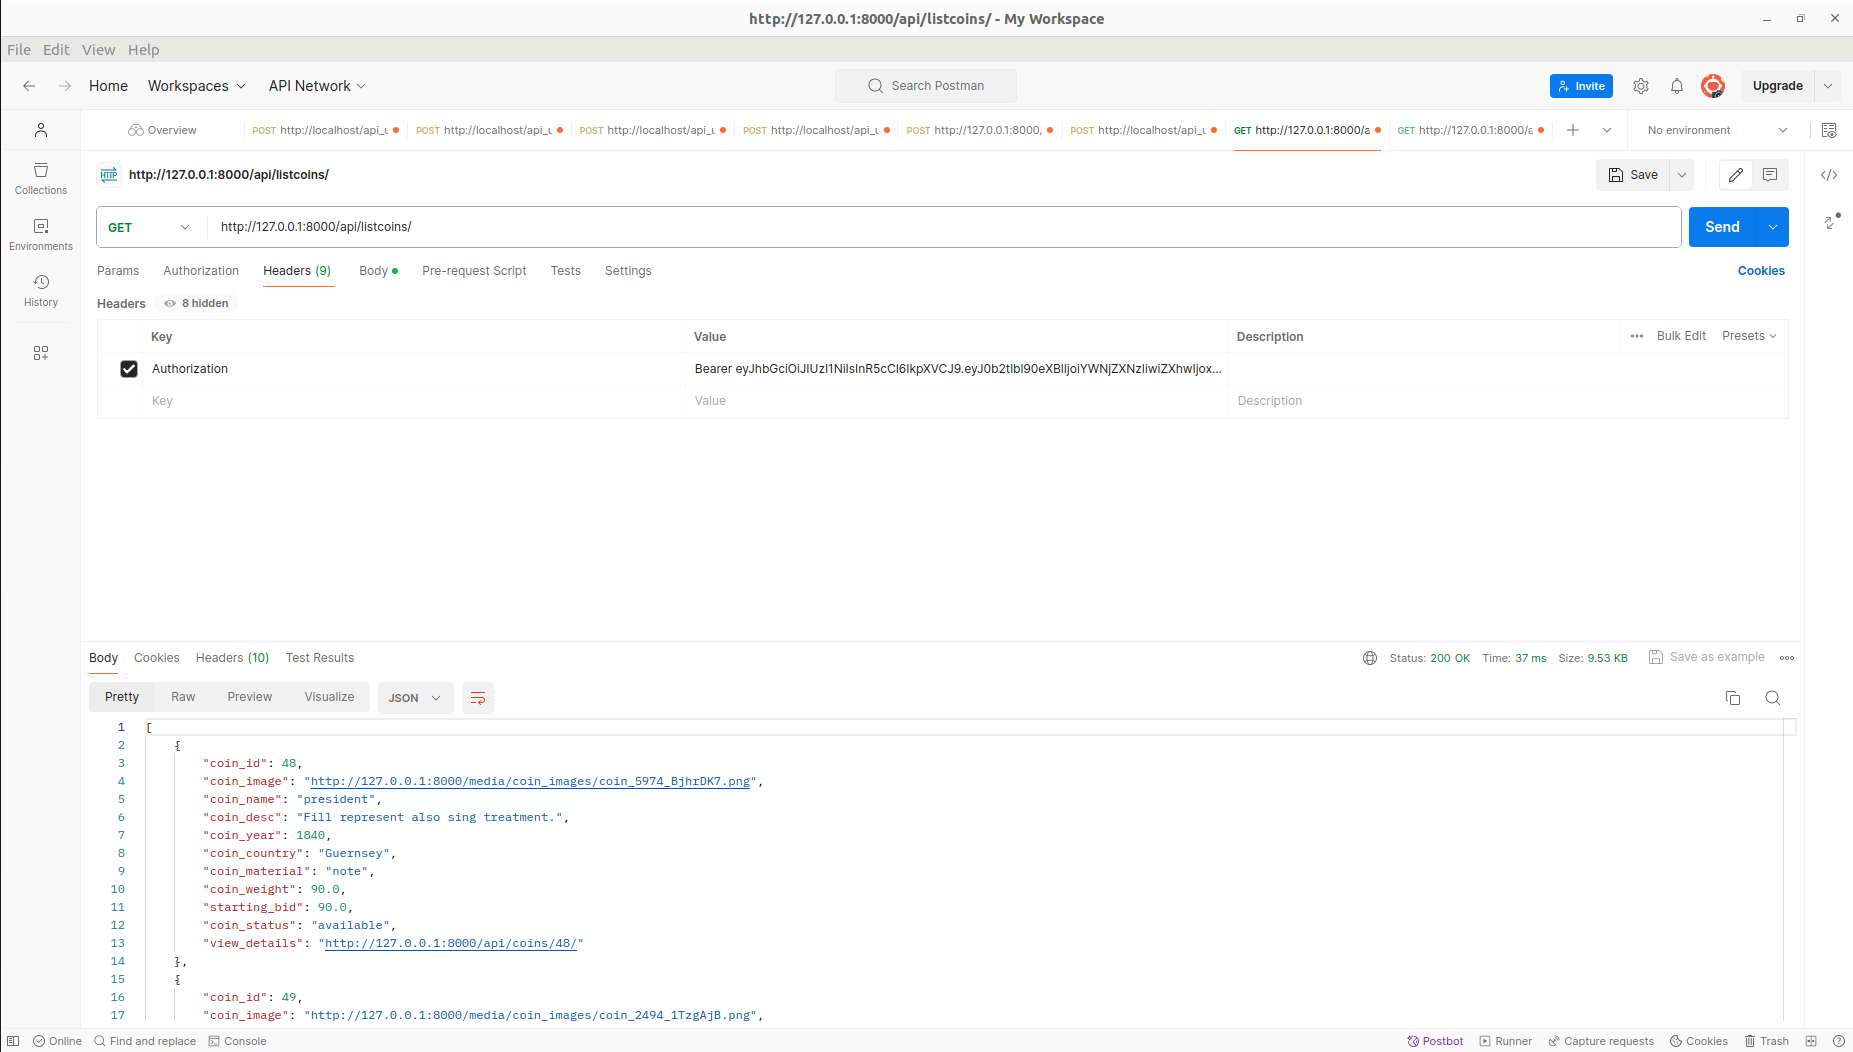 http://127.0.0.1:8000/api/listcoins/ - My Workspace
File Edit View Help
Home Workspaces API Network Search Postman Invite Upgrade
Overview POST http://localhost/api_u POST http://localhost/api_u POST http://localhost/api_u POST http://localhost/api_u POST http://127.0.0.1:8000, POST http://localhost/api_u GET http://127.0.0.1:8000/a GET http://127.0.0.1:8000/a No environment
HTTP http://127.0.0.1:8000/api/listcoins/ Save
Collections
GET http://127.0.0.1:8000/api/listcoins/ Send
Environments
Params Authorization Headers (9) Body Pre-request Script Tests Settings Cookies
History
Headers 8 hidden
Key Value Description Bulk Edit Presets
Authorization
Key Value Description
Body Cookies Headers (10) Test Results Status: 200 OK Time: 37 ms Size: 9.53 KB Save as example
Pretty Raw Preview Visualize JSON
1 [
2 {
3 "coin_id": 48,
4 "coin_image": "http://127.0.0.1:8000/media/coin_images/coin_5974_BjhrDK7.png",
5 "coin_name": "president",
6 "coin_desc": "Fill represent also sing treatment.",
7 "coin_year": 1840,
8 "coin_country": "Guernsey",
9 "coin_material": "note",
10 "coin_weight": 90.0,
11 "starting_bid": 90.0,
12 "coin_status": "available",
13 "view_details": "http://127.0.0.1:8000/api/coins/48/"
14 },
15 {
16 "coin_id": 49,
17 "coin_image": "http://127.0.0.1:8000/media/coin_images/coin_2494_1TzgAjB.png",
Online Find and replace Console Postbot Runner Capture requests Cookies Trash